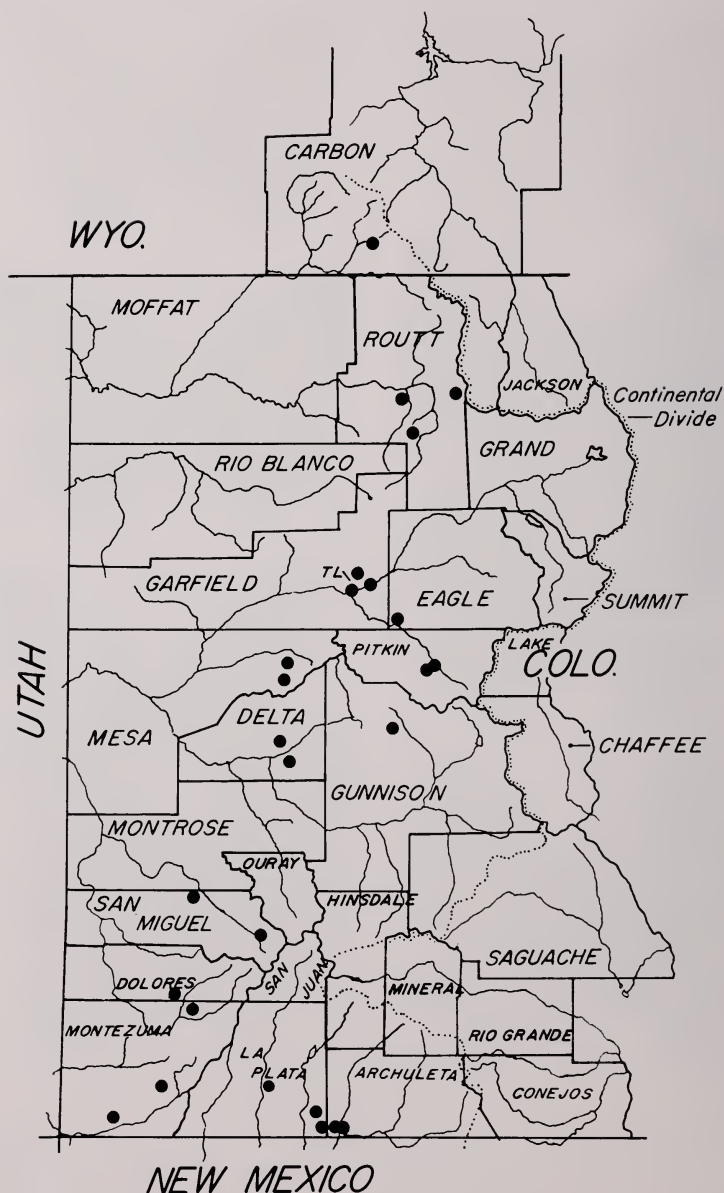 CARBON
WYO.
MOFFAT
ROUTT
JACKSON
Continental
Divide
GRAND
RIO BLANCO
TL
GARFIELD
EAGLE
SUMMIT
UTAH
PITKIN
LAKE
COLO.
MESA
DELTA
CHAFFEE
GUNNISON
MONTROSE
OURAY
SAN
MIGUEL
HINSDALE
SAGUACHE
SAN
JUAN
DOLORES
MINERAL
MONTEZUMA
RIO GRANDE
LA
PLATA
ARCHULETA
CONEJOS
NEW MEXICO